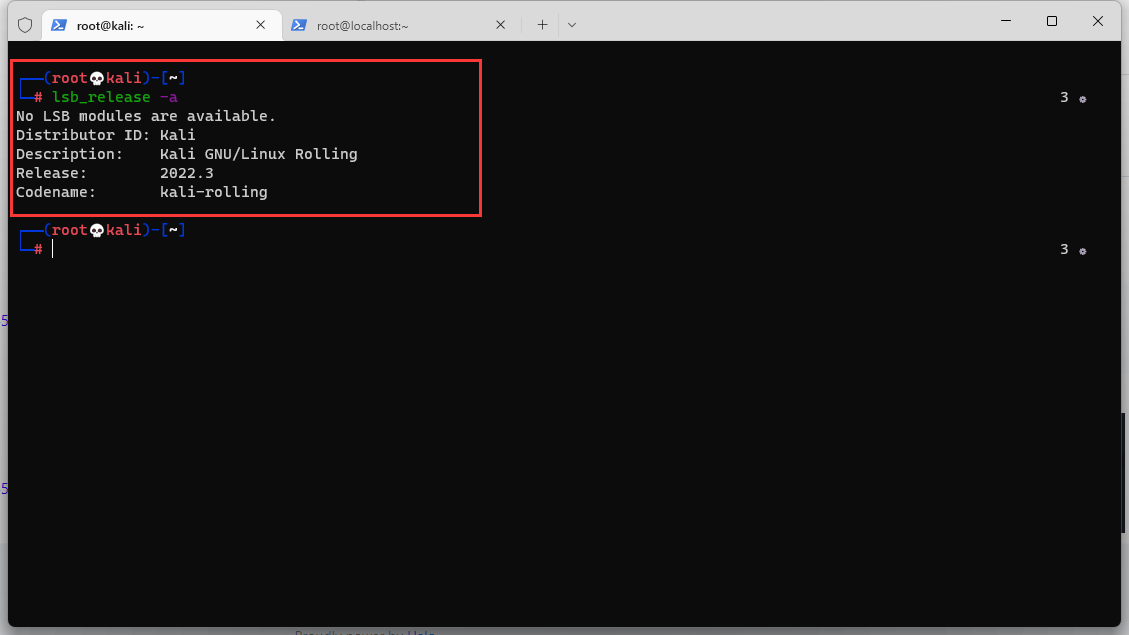 root@kali: ~
root@localhost:~
┌──(root💀kali)-[~]
└─# lsb_release -a
3
No LSB modules are available.
Distributor ID: Kali
Description: Kali GNU/Linux Rolling
Release: 2022.3
Codename: kali-rolling
┌──(root💀kali)-[~]
└─#
3
5
5